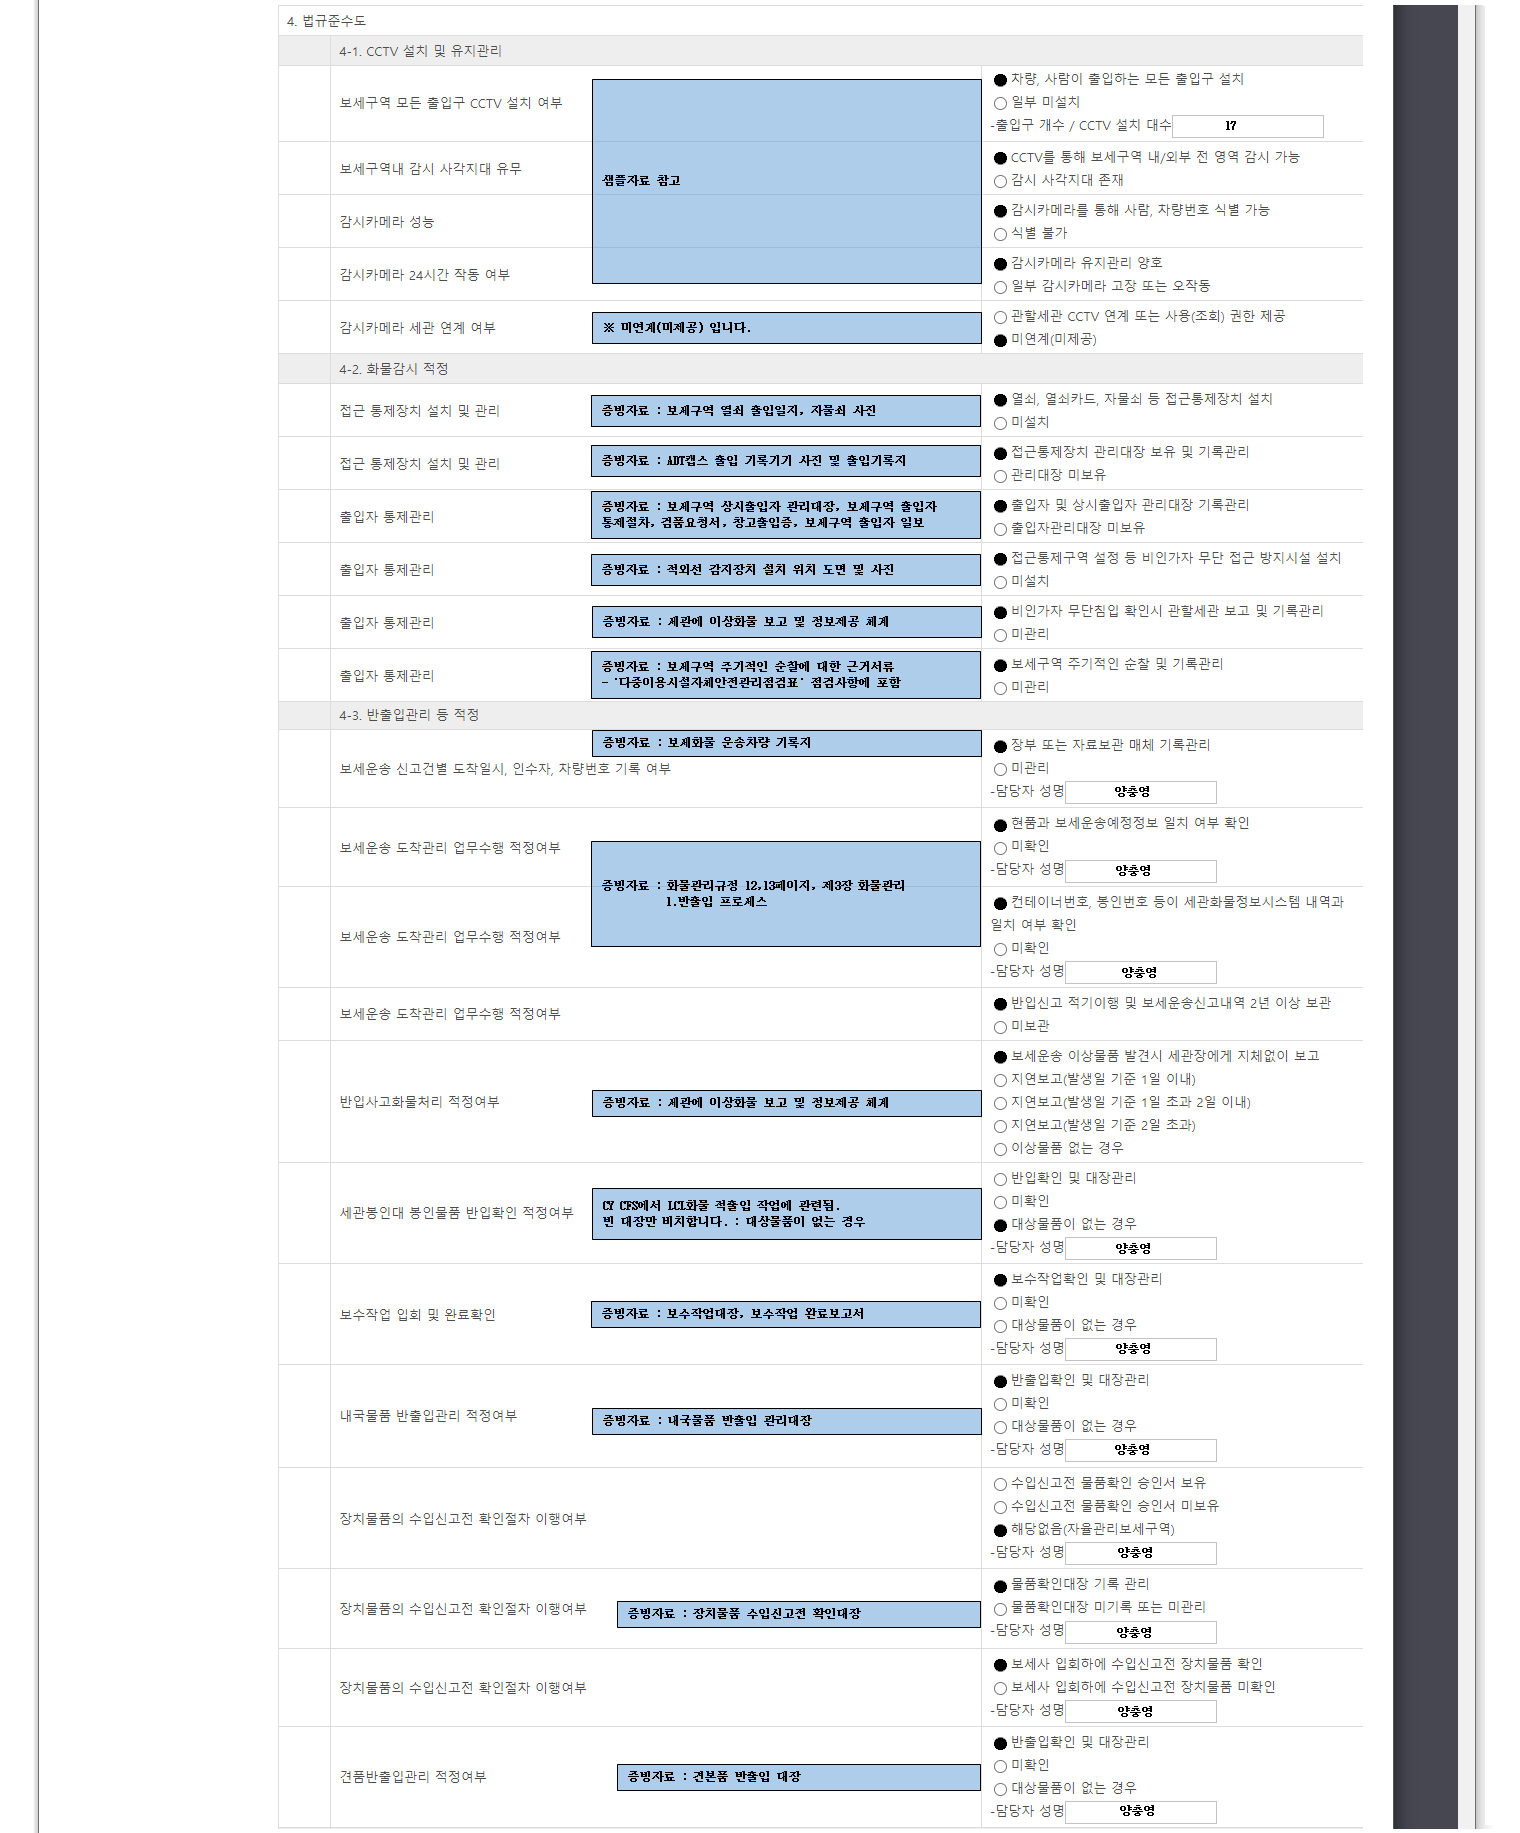 4. 법규준수도
4-1. CCTV 설치 및 유지관리
보세구역 모든 출입구 CCTV 설치 여부
차량, 사람이 출입하는 모든 출입구 설치
일부 미설치
-출입구 개수 / CCTV 설치 대수 17
보세구역내 감시 사각지대 유무
샘플자료 참고
CCTV를 통해 보세구역 내/외부 전 영역 감시 가능
감시 사각지대 존재
감시카메라 성능
감시카메라를 통해 사람, 차량번호 식별 가능
식별 불가
감시카메라 24시간 작동 여부
감시카메라 유지관리 양호
일부 감시카메라 고장 또는 오작동
감시카메라 세관 연계 여부
※ 미연계(미제공) 입니다.
관할세관 CCTV 연계 또는 사용(조회) 권한 제공
미연계(미제공)
4-2. 화물감시 적정
접근 통제장치 설치 및 관리
증빙자료 : 보세구역 열쇠 출입일지, 자물쇠 사진
열쇠, 열쇠카드, 자물쇠 등 접근통제장치 설치
미설치
접근 통제장치 설치 및 관리
증빙자료 : ADT캡스 출입 기록기기 사진 및 출입기록지
접근통제장치 관리대장 보유 및 기록관리
관리대장 미보유
출입자 통제관리
증빙자료 : 보세구역 상시출입자 관리대장, 보세구역 출입자
통제절차, 검품요청서, 창고출입증, 보세구역 출입자 일보
출입자 및 상시출입자 관리대장 기록관리
출입자관리대장 미보유
출입자 통제관리
증빙자료 : 적외선 감지장치 설치 위치 도면 및 사진
접근통제구역 설정 등 비인가자 무단 접근 방지시설 설치
미설치
출입자 통제관리
증빙자료 : 세관에 이상화물 보고 및 정보제공 체계
비인가자 무단침입 확인시 관할세관 보고 및 기록관리
미관리
출입자 통제관리
증빙자료 : 보세구역 주기적인 순찰에 대한 근거서류
- '다중이용시설자체안전관리점검표' 점검사항에 포함
보세구역 주기적인 순찰 및 기록관리
미관리
4-3. 반출입관리 등 적정
증빙자료 : 보세화물 운송차량 기록지
보세운송 신고건별 도착일시, 인수자, 차량번호 기록 여부
장부 또는 자료보관 매체 기록관리
미관리
-담당자 성명 양충영
보세운송 도착관리 업무수행 적정여부
현품과 보세운송예정정보 일치 여부 확인
미확인
-담당자 성명 양충영
증빙자료 : 화물관리규정 12,13페이지, 제3장 화물관리
1.반출입 프로세스
보세운송 도착관리 업무수행 적정여부
컨테이너번호, 봉인번호 등이 세관화물정보시스템 내역과
일치 여부 확인
미확인
-담당자 성명 양충영
보세운송 도착관리 업무수행 적정여부
반입신고 적기이행 및 보세운송신고내역 2년 이상 보관
미보관
반입사고화물처리 적정여부
증빙자료 : 세관에 이상화물 보고 및 정보제공 체계
보세운송 이상물품 발견시 세관장에게 지체없이 보고
지연보고(발생일 기준 1일 이내)
지연보고(발생일 기준 1일 초과 2일 이내)
지연보고(발생일 기준 2일 초과)
이상물품 없는 경우
세관봉인대 봉인물품 반입확인 적정여부
CY CFS에서 LCL화물 적출입 작업에 관련됨.
빈 대장만 비치합니다. : 대상물품이 없는 경우
반입확인 및 대장관리
미확인
대상물품이 없는 경우
-담당자 성명 양충영
보수작업 입회 및 완료확인
증빙자료 : 보수작업대장, 보수작업 완료보고서
보수작업확인 및 대장관리
미확인
대상물품이 없는 경우
-담당자 성명 양충영
내국물품 반출입관리 적정여부
증빙자료 : 내국물품 반출입 관리대장
반출입확인 및 대장관리
미확인
대상물품이 없는 경우
-담당자 성명 양충영
장치물품의 수입신고전 확인절차 이행여부
수입신고전 물품확인 승인서 보유
수입신고전 물품확인 승인서 미보유
해당없음(자율관리보세구역)
-담당자 성명 양충영
장치물품의 수입신고전 확인절차 이행여부
증빙자료 : 장치물품 수입신고전 확인대장
물품확인대장 기록 관리
물품확인대장 미기록 또는 미관리
-담당자 성명 양충영
장치물품의 수입신고전 확인절차 이행여부
보세사 입회하에 수입신고전 장치물품 확인
보세사 입회하에 수입신고전 장치물품 미확인
-담당자 성명 양충영
견품반출입관리 적정여부
증빙자료 : 견본품 반출입 대장
반출입확인 및 대장관리
미확인
대상물품이 없는 경우
-담당자 성명 양충영